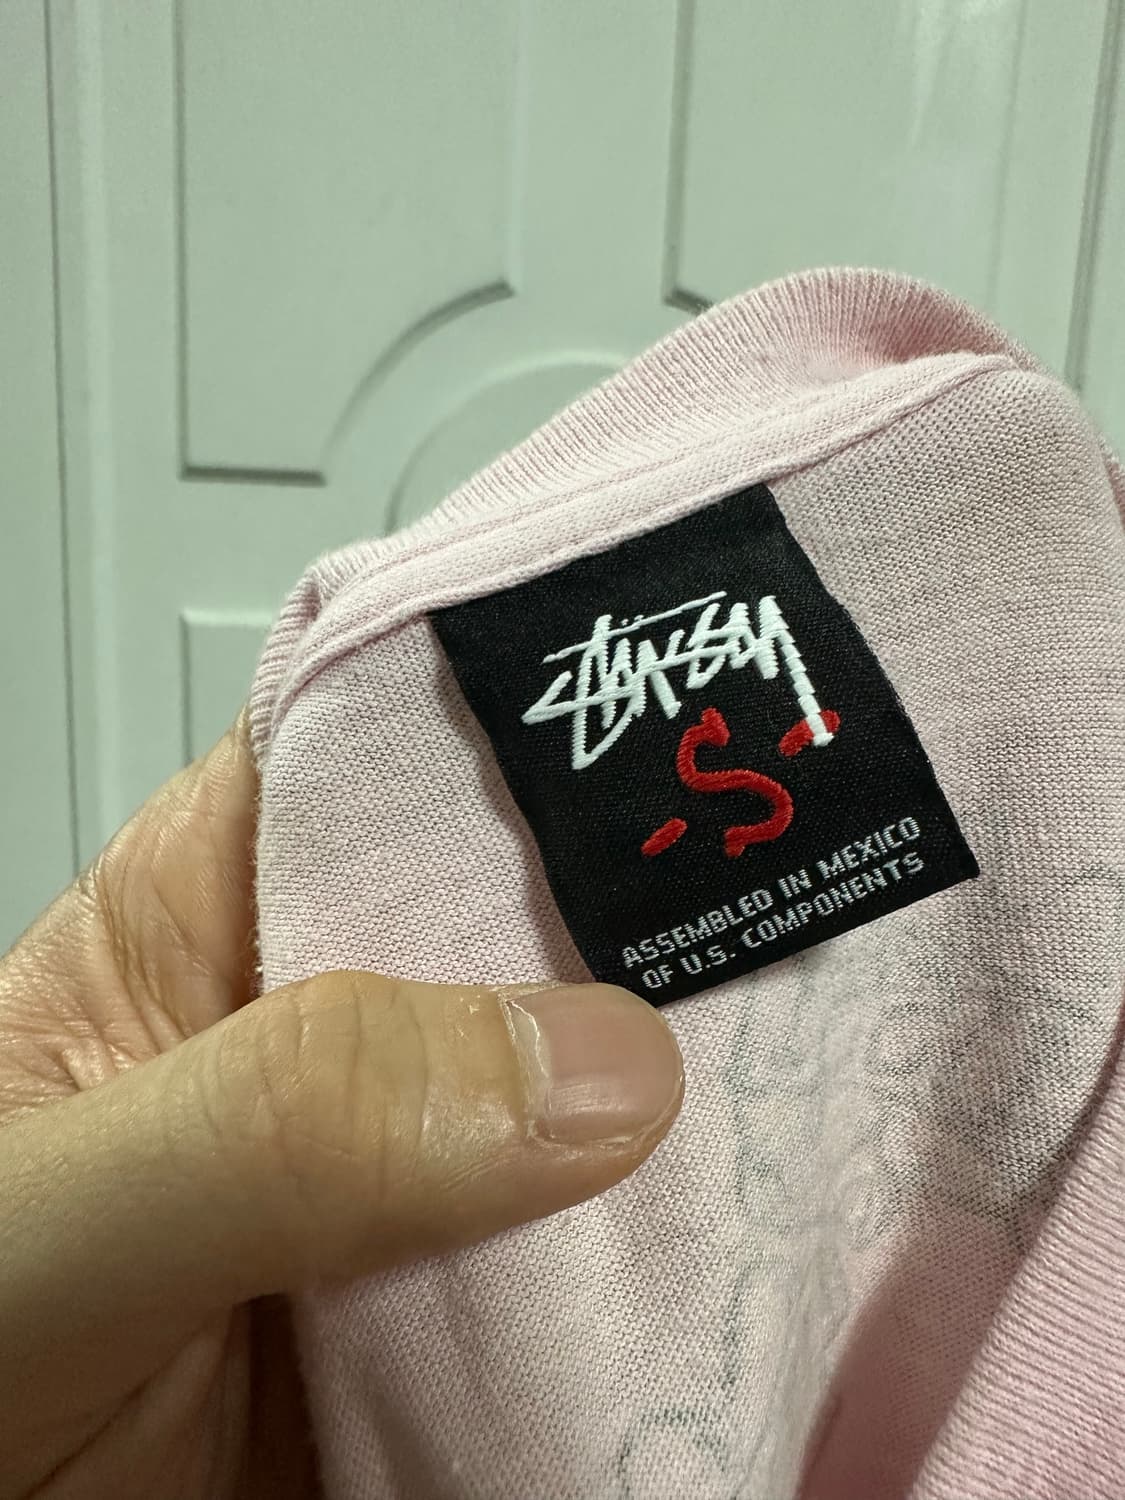 Stüssy
-S-
ASSEMBLED IN MEXICO
OF U.S. COMPONENTS